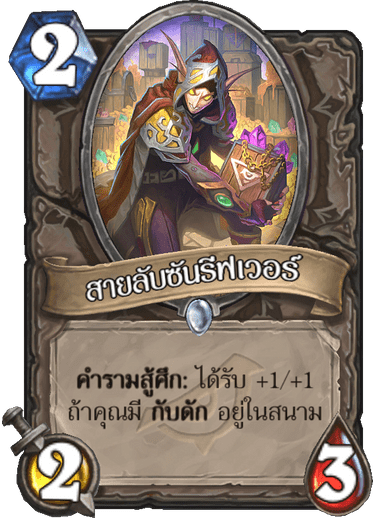 2
สายลับซันรีฟเวอร์
คำรามสู้ศึก: ได้รับ +1/+1
ถ้าคุณมี กับดัก อยู่ในสนาม
2
3